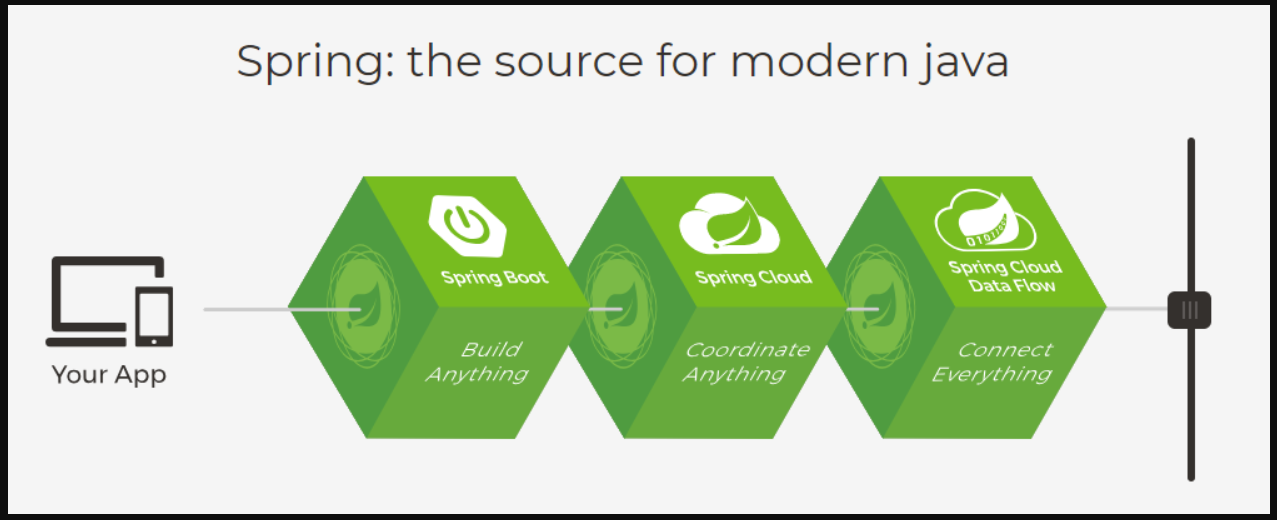 Spring: the source for modern java
Your App
Spring Boot
Build
Anything
Spring Cloud
Coordinate
Anything
Spring Cloud
Data Flow
Connect
Everything